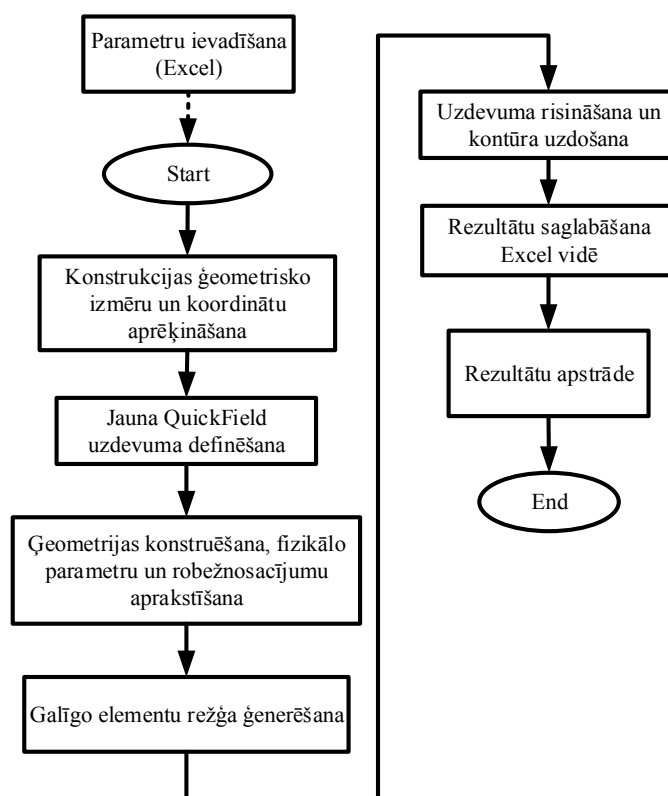 Parametru ievadīšana
(Excel)
Start
Konstrukcijas ģeometrisko
izmēru un koordinātu
aprēķināšana
Jauna QuickField
uzdevuma definēšana
Ģeometrijas konstruēšana, fizikālo
parametru un robežnosacījumu
aprakstīšana
Galīgo elementu režģa ģenerēšana
Uzdevuma risināšana un
kontūra uzdošana
Rezultātu saglabāšana
Excel vidē
Rezultātu apstrāde
End